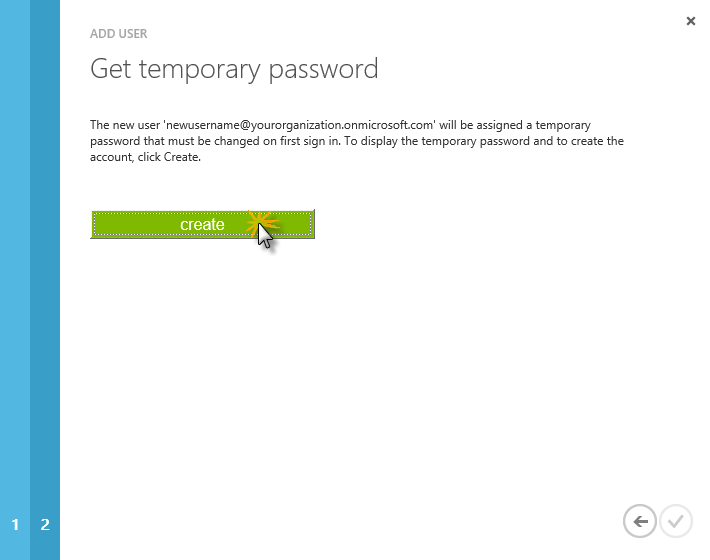 ADD USER
Get temporary password
The new user 'newusername@yourorganization.onmicrosoft.com' will be assigned a temporary
password that must be changed on first sign in. To display the temporary password and to create the
account, click Create.
create
1 2